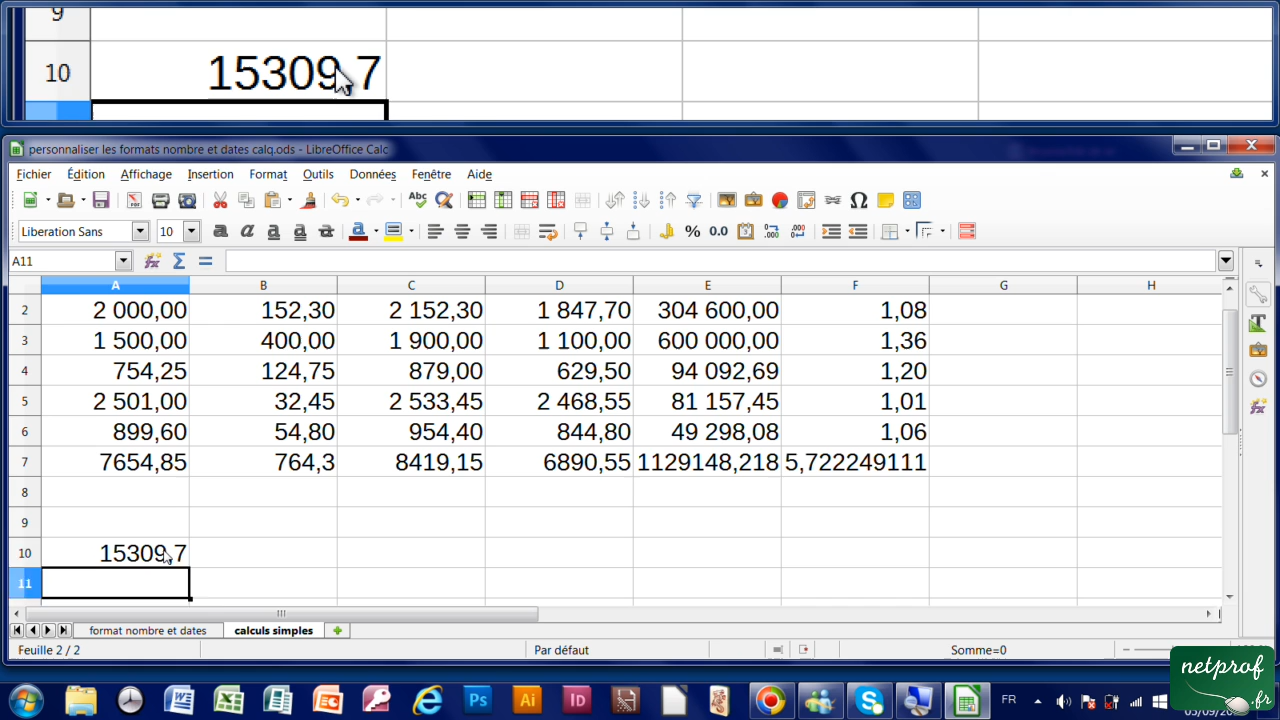 9
10 15309,7
personnaliser les formats nombre et dates calq.ods - LibreOffice Calc
Fichier Édition Affichage Insertion Format Outils Données Fenêtre Aide
Liberation Sans 10
A11
A B C D E F G H
2 2 000,00 152,30 2 152,30 1 847,70 304 600,00 1,08
3 1 500,00 400,00 1 900,00 1 100,00 600 000,00 1,36
4 754,25 124,75 879,00 629,50 94 092,69 1,20
5 2 501,00 32,45 2 533,45 2 468,55 81 157,45 1,01
6 899,60 54,80 954,40 844,80 49 298,08 1,06
7 7654,85 764,3 8419,15 6890,55 1129148,218 5,722249111
8
9
10 15309,7
11
format nombre et dates calculs simples
Feuille 2 / 2 Par défaut Somme=0
netprof
.fr
FR